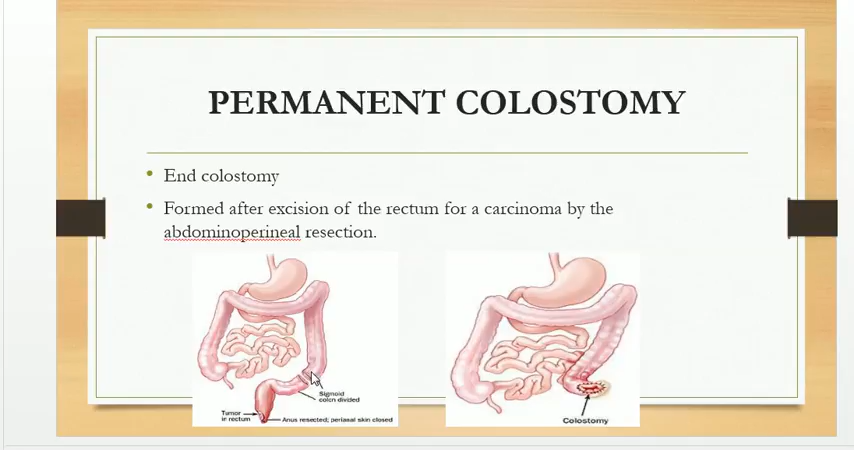 PERMANENT COLOSTOMY
End colostomy
Formed after excision of the rectum for a carcinoma by the
abdominoperineal resection.
Sigmoid
colon divided
Tumor
in rectum
Anus resected; perianal skin closed
Colostomy